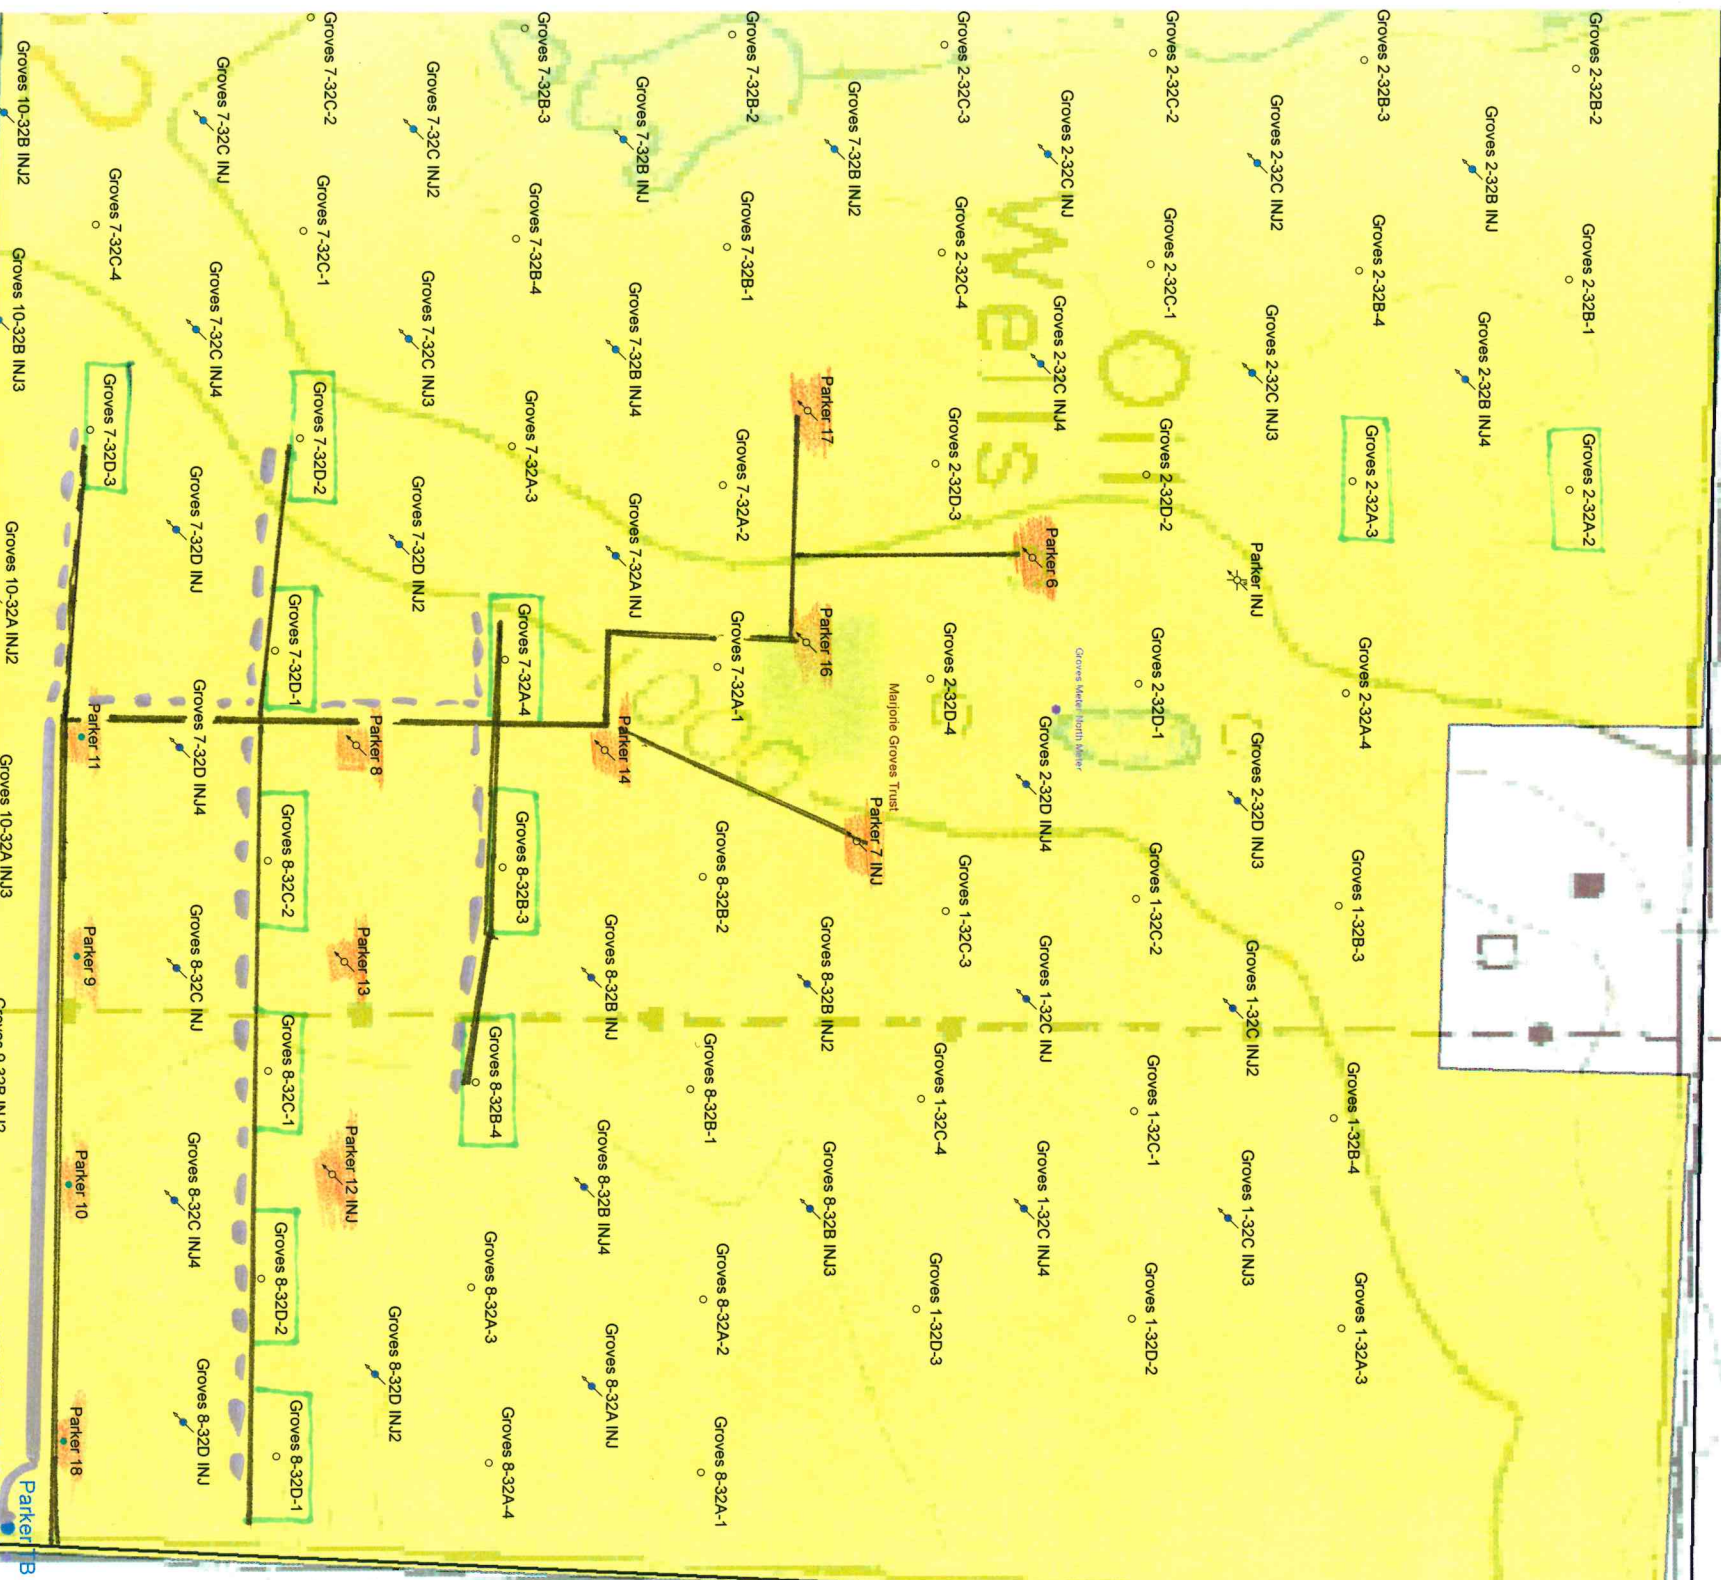 Groves 2-32B-2
Groves 2-32B-1
Groves 2-32A-2
Groves 2-32B INJ
Groves 2-32B INJ4
Groves 2-32B-3
Groves 2-32B-4
Groves 2-32A-3
Groves 2-32A-4
Groves 1-32B-3
Groves 1-32B-4
Groves 1-32A-3
Groves 2-32C INJ2
Groves 2-32C INJ3
Parker INJ
Groves 2-32D INJ3
Groves 1-32C INJ2
Groves 1-32C INJ3
Groves 2-32C-2
Groves 2-32C-1
Groves 2-32D-2
Groves 2-32D-1
Groves 1-32C-2
Groves 1-32C-1
Groves 1-32D-2
Oil
Wells
Groves Meter North Meter
Groves 2-32C INJ
Groves 2-32C INJ4
Parker 6
Groves 2-32D INJ4
Groves 1-32C INJ
Groves 1-32C INJ4
Groves 2-32C-3
Groves 2-32C-4
Groves 2-32D-3
Groves 2-32D-4
Groves 1-32C-3
Groves 1-32C-4
Groves 1-32D-3
Marjorie Groves Trust
Parker 7 INJ
Groves 7-32B INJ2
Parker 17
Parker 16
Groves 8-32B INJ2
Groves 8-32B INJ3
Groves 7-32B-2
Groves 7-32B-1
Groves 7-32A-2
Groves 7-32A-1
Groves 8-32B-2
Groves 8-32B-1
Groves 8-32A-2
Groves 8-32A-1
Groves 7-32B INJ
Groves 7-32B INJ4
Groves 7-32A INJ
Parker 14
Groves 8-32B INJ
Groves 8-32B INJ4
Groves 8-32A INJ
Groves 7-32B-3
Groves 7-32B-4
Groves 7-32A-3
Groves 7-32A-4
Groves 8-32B-3
Groves 8-32B-4
Groves 8-32A-3
Groves 8-32A-4
Groves 7-32C INJ2
Groves 7-32C INJ3
Groves 7-32D INJ2
Parker 8
Parker 13
Parker 12 INJ
Groves 8-32D INJ2
Groves 7-32C-2
Groves 7-32C-1
Groves 7-32D-2
Groves 7-32D-1
Groves 8-32C-2
Groves 8-32C-1
Groves 8-32D-2
Groves 8-32D-1
Groves 7-32C INJ
Groves 7-32C INJ4
Groves 7-32D INJ
Groves 7-32D INJ4
Groves 8-32C INJ
Groves 8-32C INJ4
Groves 8-32D INJ
Groves 7-32C-4
Groves 7-32D-3
Parker 11
Parker 9
Parker 10
Parker 18
Groves 10-32B INJ2
Groves 10-32B INJ3
Groves 10-32A INJ2
Groves 10-32A INJ3
Parker TB